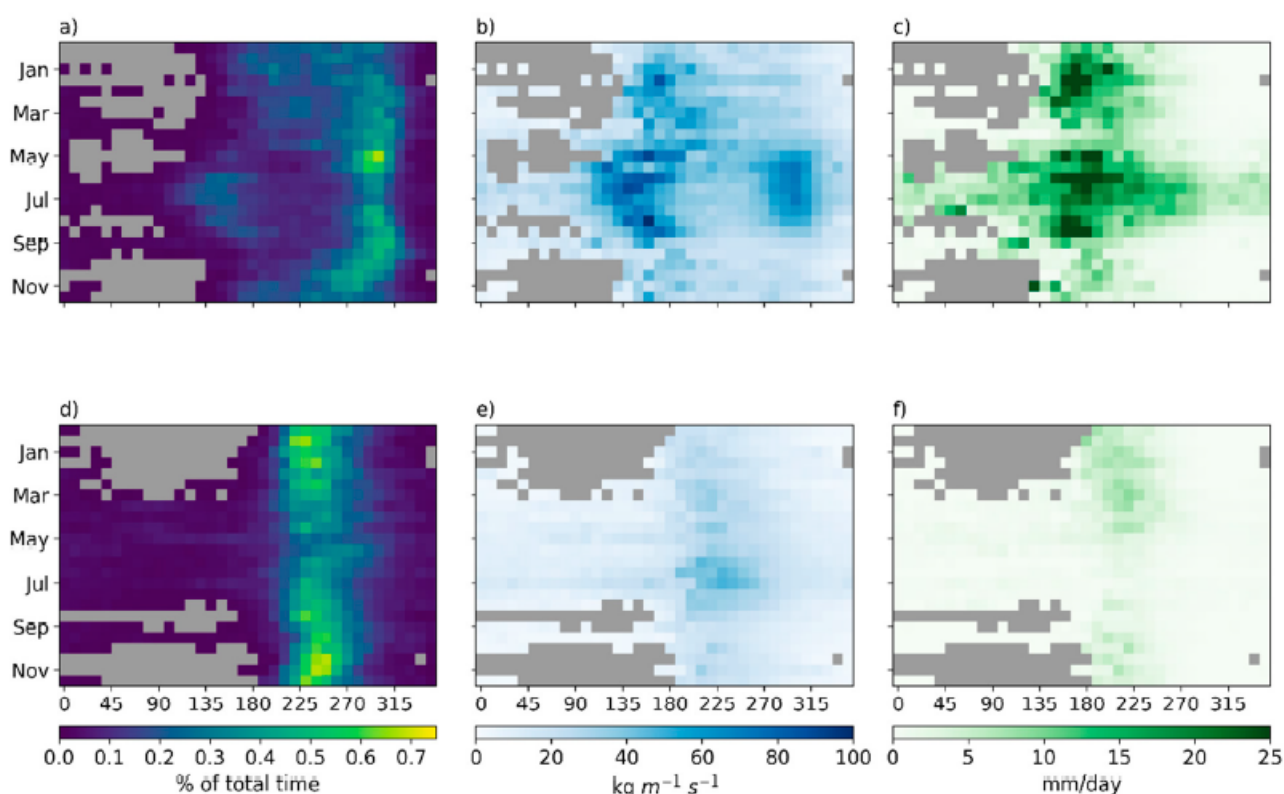 a) b) c)
Jan
Mar
May
Jul
Sep
Nov
d) e) f)
Jan
Mar
May
Jul
Sep
Nov
0 45 90 135 180 225 270 315 0 45 90 135 180 225 270 315 0 45 90 135 180 225 270 315
0.0 0.1 0.2 0.3 0.4 0.5 0.6 0.7 0 20 40 60 80 100 0 5 10 15 20 25
% of total time kg m⁻¹ s⁻¹ mm/day